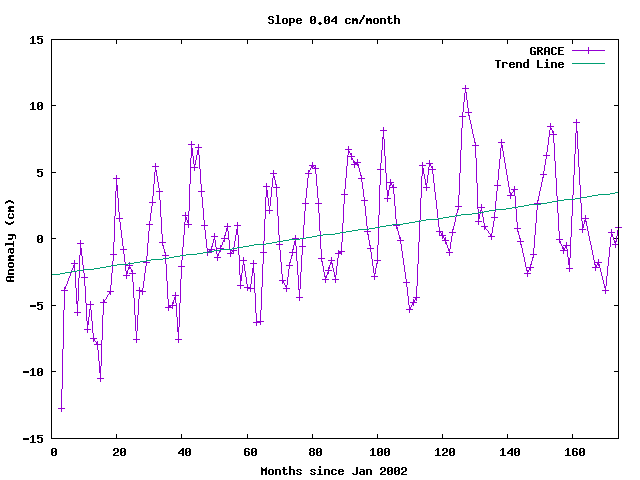 Slope 0.04 cm/month
GRACE
Trend Line
15
10
5
0
-5
-10
-15
Anomaly (cm)
0 20 40 60 80 100 120 140 160
Months since Jan 2002